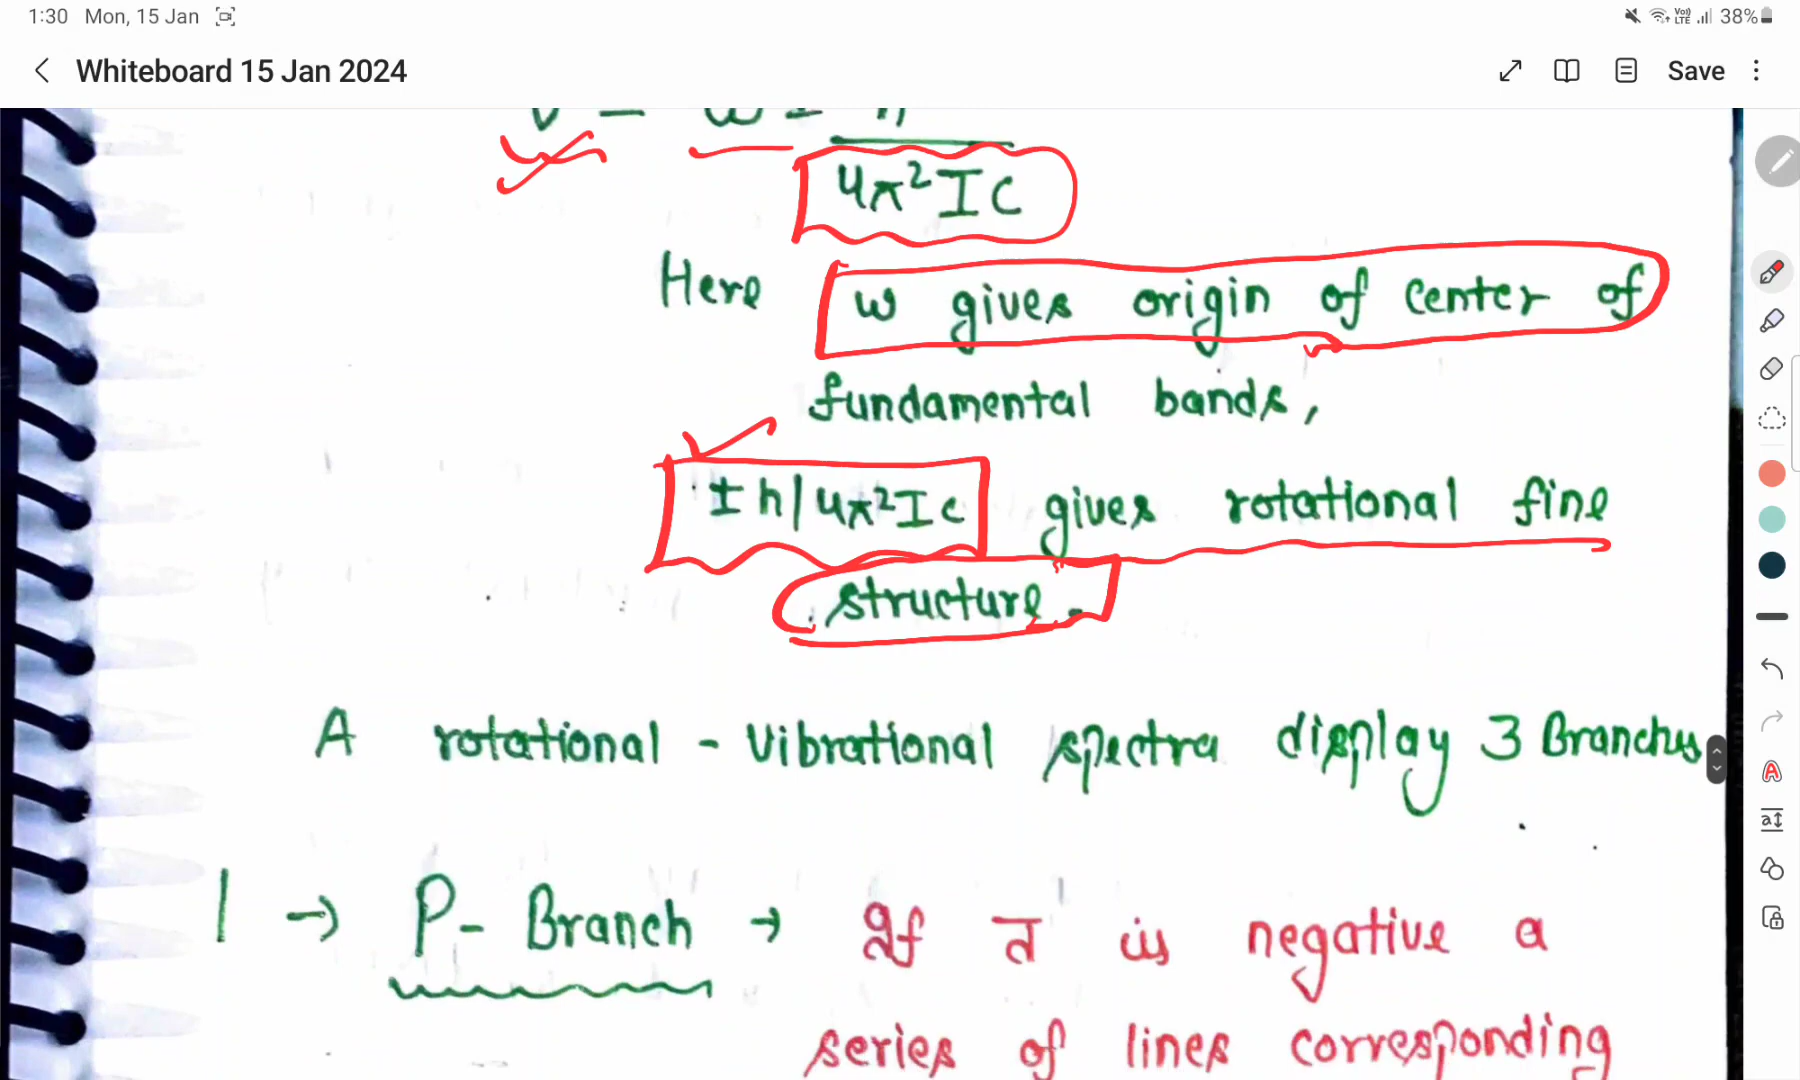 1:30 Mon, 15 Jan
VoLTE 38%
Whiteboard 15 Jan 2024
Save
4π²IC
Here ω gives origin of center of
fundamental bands,
± h/4π²Ic gives rotational fine
structure.
A rotational - Vibrational spectra display 3 Branches
1 → P- Branch → If is negative a
series of lines corresponding